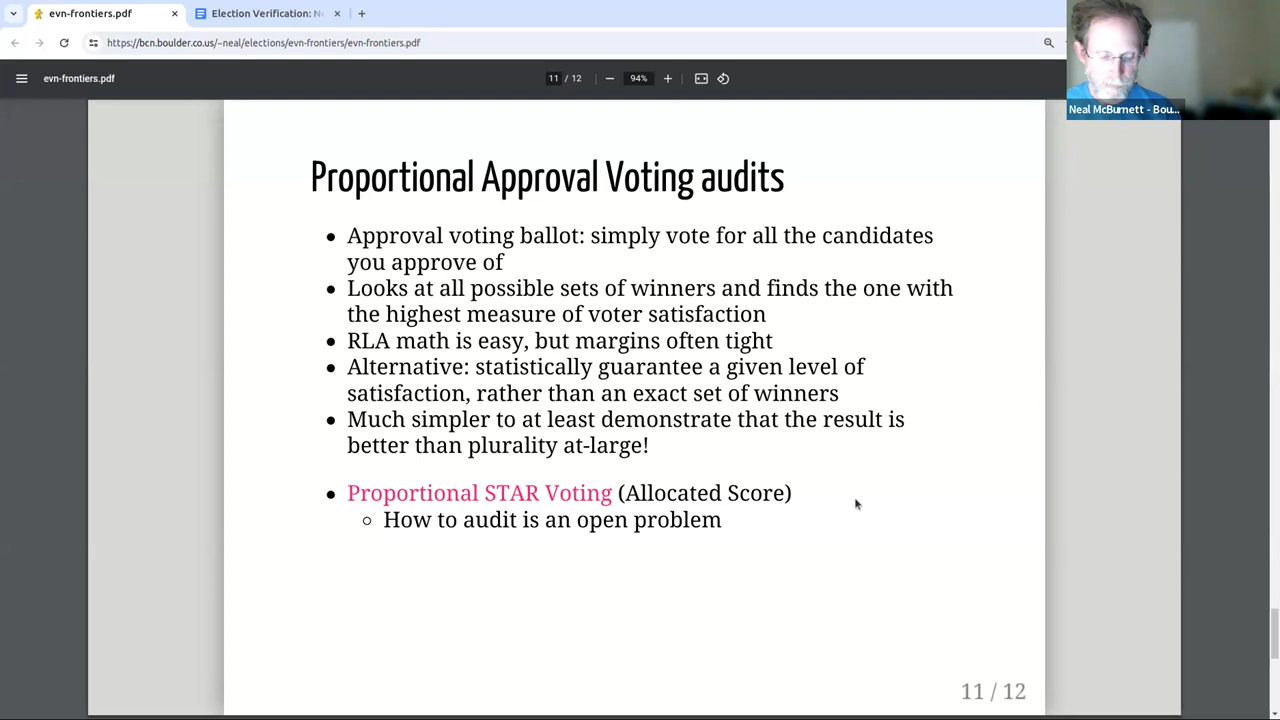 evn-frontiers.pdf
Election Verification: N
https://bcn.boulder.co.us/~neal/elections/evn-frontiers/evn-frontiers.pdf
evn-frontiers.pdf
11 / 12
94%
Neal McBurnett - Bou...
Proportional Approval Voting audits
• Approval voting ballot: simply vote for all the candidates
you approve of
• Looks at all possible sets of winners and finds the one with
the highest measure of voter satisfaction
• RLA math is easy, but margins often tight
• Alternative: statistically guarantee a given level of
satisfaction, rather than an exact set of winners
• Much simpler to at least demonstrate that the result is
better than plurality at-large!
• Proportional STAR Voting (Allocated Score)
○ How to audit is an open problem
11 / 12